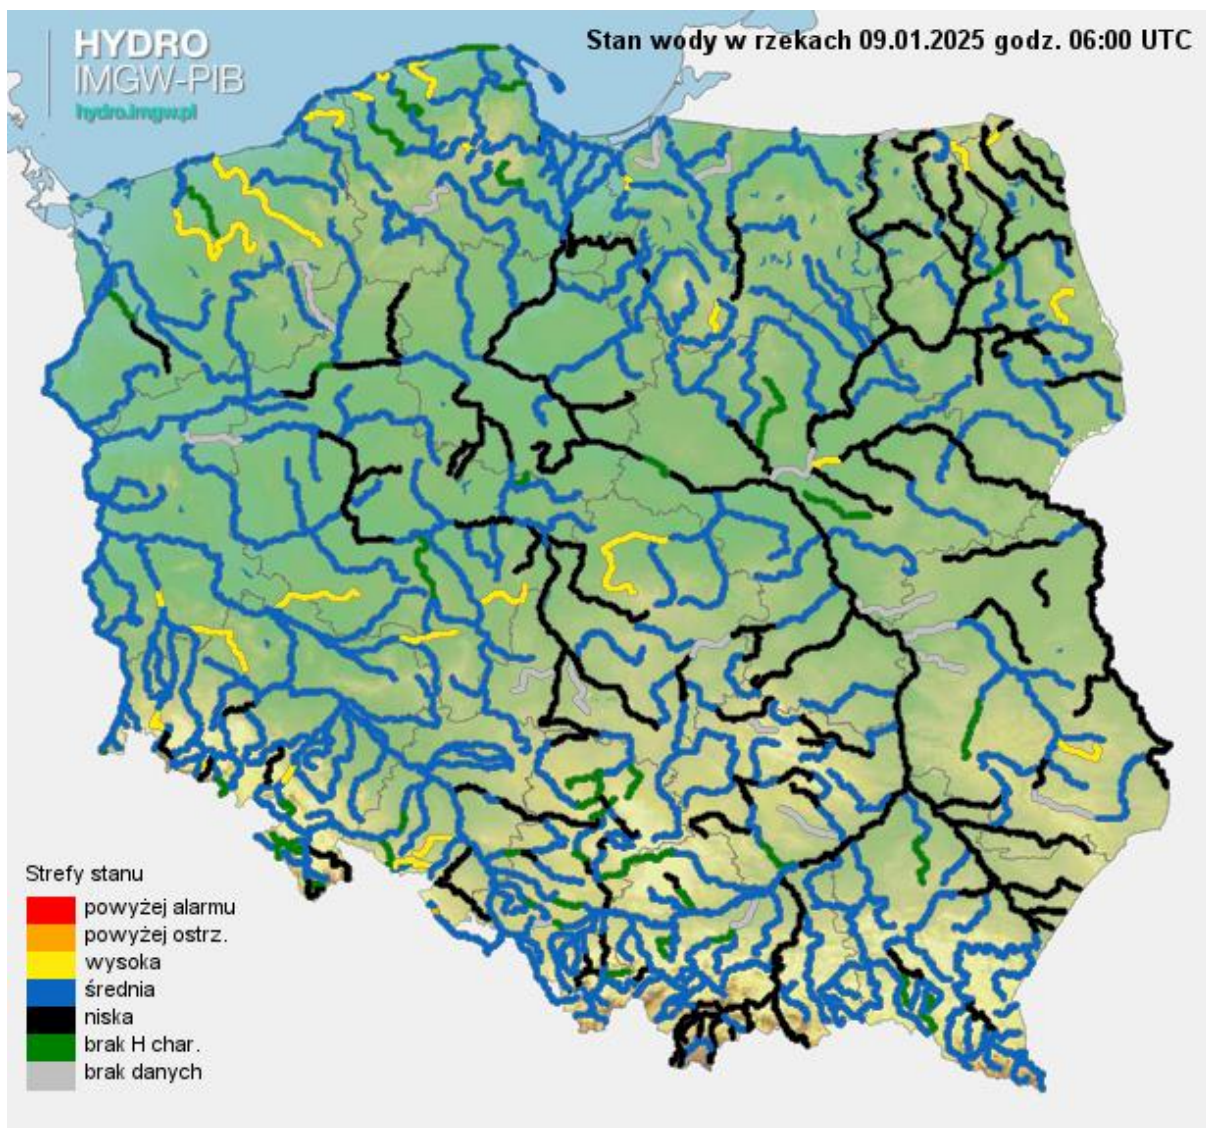 HYDRO
IMGW-PIB
hydro.imgw.pl
Stan wody w rzekach 09.01.2025 godz. 06:00 UTC
Strefy stanu
powyżej alarmu
powyżej ostrz.
wysoka
średnia
niska
brak H char.
brak danych